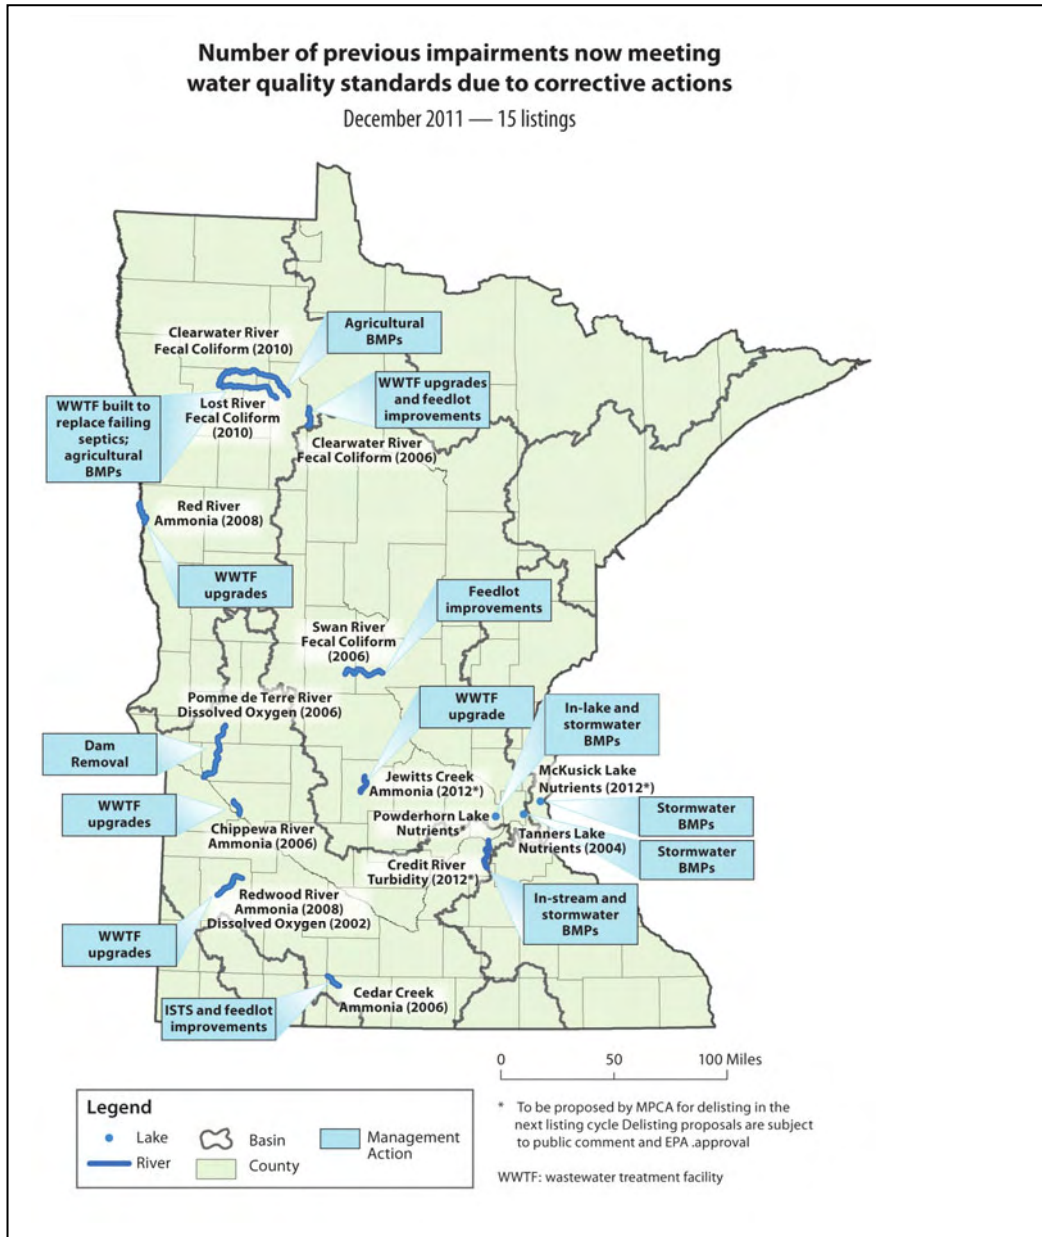 Number of previous impairments now meeting
water quality standards due to corrective actions
December 2011 — 15 listings
Clearwater River
Fecal Coliform (2010)
Agricultural
BMPs
WWTF upgrades
and feedlot
improvements
WWTF built to
replace failing
septics;
agricultural
BMPs
Lost River
Fecal Coliform
(2010)
Clearwater River
Fecal Coliform (2006)
Red River
Ammonia (2008)
WWTF
upgrades
Feedlot
improvements
Swan River
Fecal Coliform
(2006)
Pomme de Terre River
Dissolved Oxygen (2006)
WWTF
upgrade
In-lake and
stormwater
BMPs
Dam
Removal
Jewitts Creek
Ammonia (2012*)
McKusick Lake
Nutrients (2012*)
WWTF
upgrades
Chippewa River
Ammonia (2006)
Powderhorn Lake
Nutrients*
Stormwater
BMPs
Tanners Lake
Nutrients (2004)
Stormwater
BMPs
Credit River
Turbidity (2012*)
Redwood River
Ammonia (2008)
Dissolved Oxygen (2002)
In-stream and
stormwater
BMPs
WWTF
upgrades
Cedar Creek
Ammonia (2006)
ISTS and feedlot
improvements
0 50 100 Miles
Legend
Lake
River
Basin
County
Management
Action
* To be proposed by MPCA for delisting in the
next listing cycle Delisting proposals are subject
to public comment and EPA .approval
WWTF: wastewater treatment facility